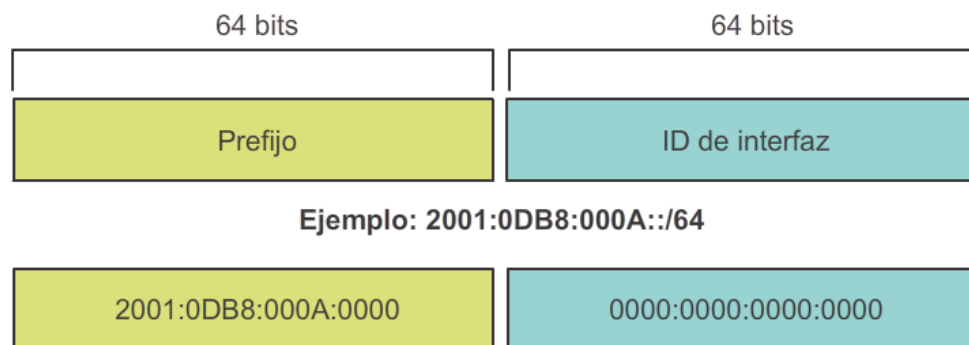 64 bits 64 bits
Prefijo ID de interfaz
Ejemplo: 2001:0DB8:000A::/64
2001:0DB8:000A:0000 0000:0000:0000:0000